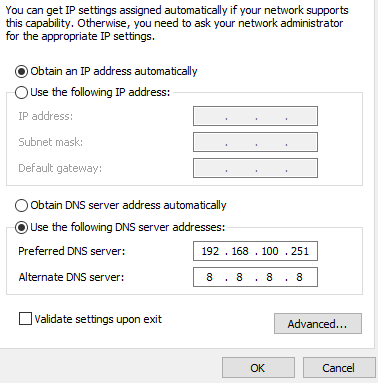 You can get IP settings assigned automatically if your network supports
this capability. Otherwise, you need to ask your network administrator
for the appropriate IP settings.
Obtain an IP address automatically
Use the following IP address:
IP address: . . .
Subnet mask: . . .
Default gateway: . . .
Obtain DNS server address automatically
Use the following DNS server addresses:
Preferred DNS server: 192 . 168 . 100 . 251
Alternate DNS server: 8 . 8 . 8 . 8
Validate settings upon exit
Advanced...
OK Cancel